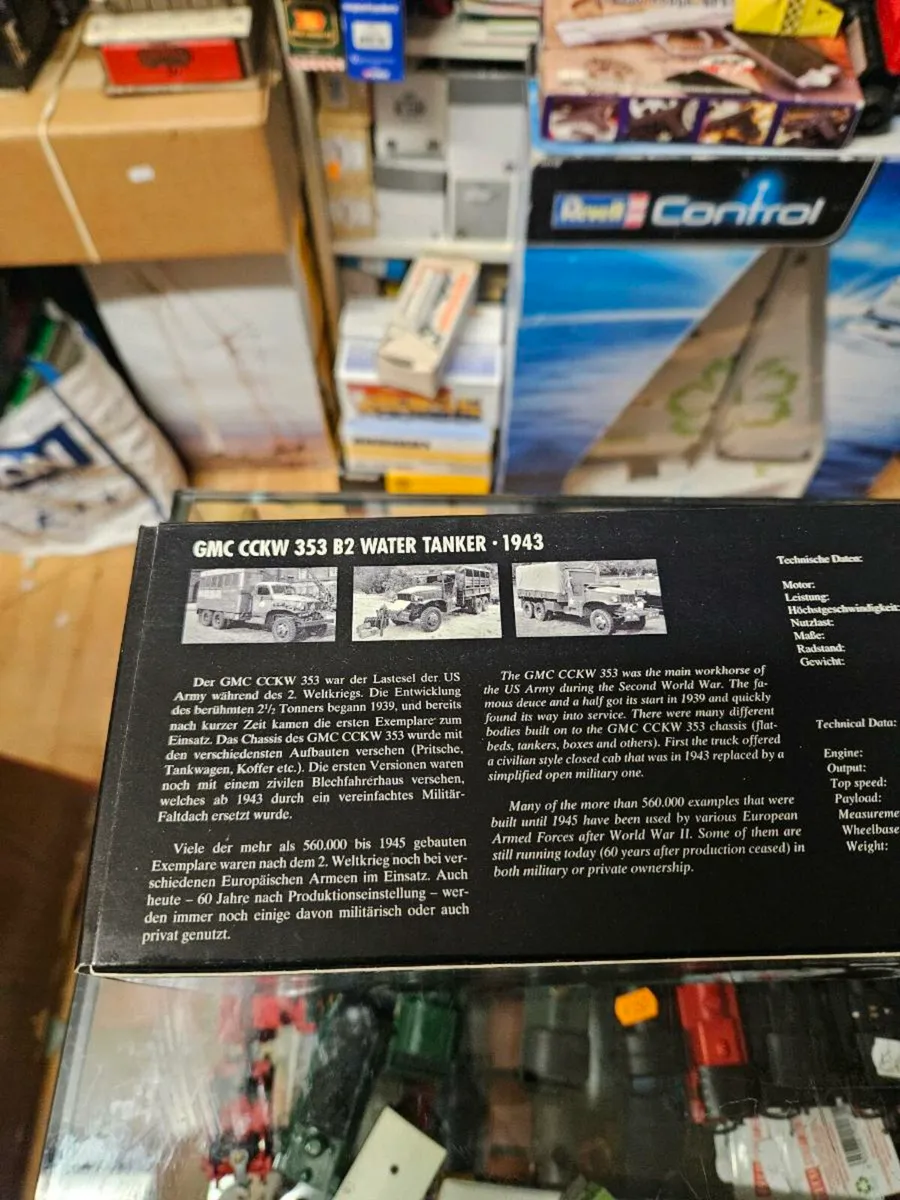 Revell Control
GMC CCKW 353 B2 WATER TANKER · 1943
Der GMC CCKW 353 war der Lastesel der US
Army während des 2. Weltkriegs. Die Entwicklung
des berühmten 2 1/2 Tonners begann 1939, und bereits
nach kurzer Zeit kamen die ersten Exemplare zum
Einsatz. Das Chassis des GMC CCKW 353 wurde mit
den verschiedensten Aufbauten versehen (Pritsche,
Tankwagen, Koffer etc.). Die ersten Versionen waren
noch mit einem zivilen Blechfahrerhaus versehen,
welches ab 1943 durch ein vereinfachtes Militär-
Faltdach ersetzt wurde.
Viele der mehr als 560.000 bis 1945 gebauten
Exemplare waren nach dem 2. Weltkrieg noch bei ver-
schiedenen Europäischen Armeen im Einsatz. Auch
heute – 60 Jahre nach Produktionseinstellung – wer-
den immer noch einige davon militärisch oder auch
privat genutzt.
The GMC CCKW 353 was the main workhorse of
the US Army during the Second World War. The fa-
mous deuce and a half got its start in 1939 and quickly
found its way into service. There were many different
bodies built on to the GMC CCKW 353 chassis (flat-
beds, tankers, boxes and others). First the truck offered
a civilian style closed cab that was in 1943 replaced by a
simplified open military one.
Many of the more than 560.000 examples that were
built until 1945 have been used by various European
Armed Forces after World War II. Some of them are
still running today (60 years after production ceased) in
both military or private ownership.
Technische Daten:
Motor:
Leistung:
Höchstgeschwindigkeit:
Nutzlast:
Maße:
Radstand:
Gewicht:
Technical Data:
Engine:
Output:
Top speed:
Payload:
Measureme
Wheelbase
Weight: